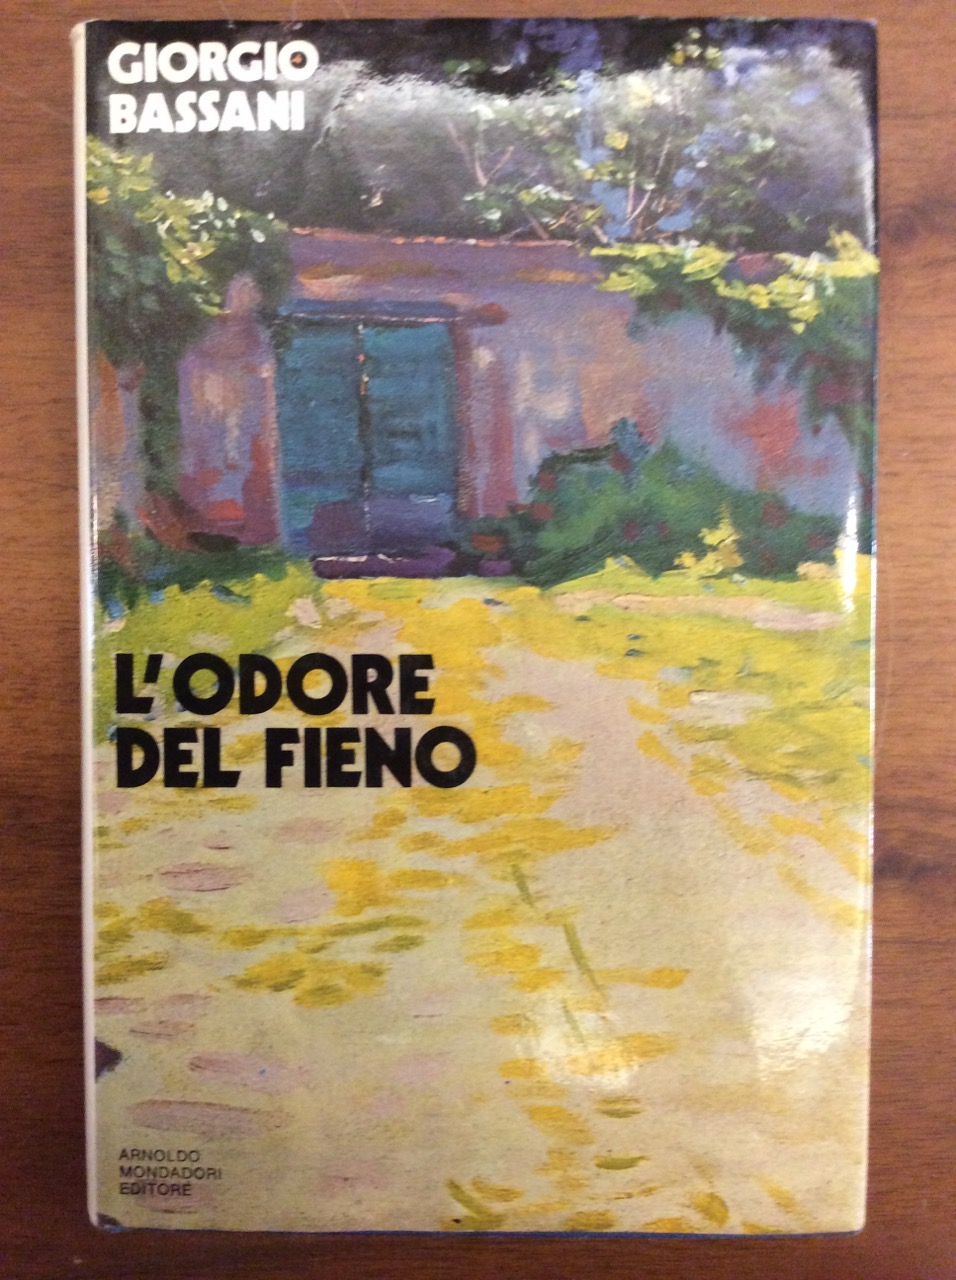 GIORGIO
BASSANI
L'ODORE
DEL FIENO
ARNOLDO
MONDADORI
EDITORE